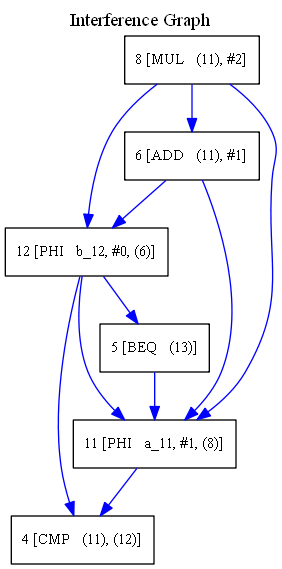 Interference Graph
8 [MUL (11), #2]
6 [ADD (11), #1]
12 [PHI b_12, #0, (6)]
5 [BEQ (13)]
11 [PHI a_11, #1, (8)]
4 [CMP (11), (12)]